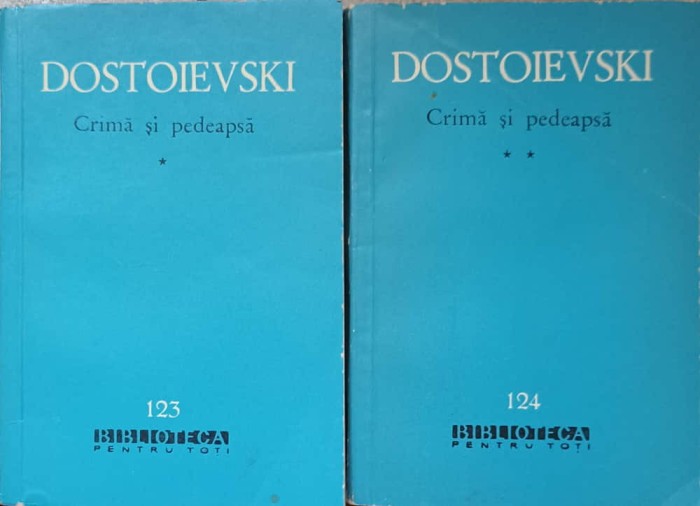 DOSTOIEVSKI
Crimă și pedeapsă
*
123
BIBLIOTECA
PENTRU TOȚI
DOSTOIEVSKI
Crimă și pedeapsă
* *
124
BIBLIOTECA
PENTRU TOȚI